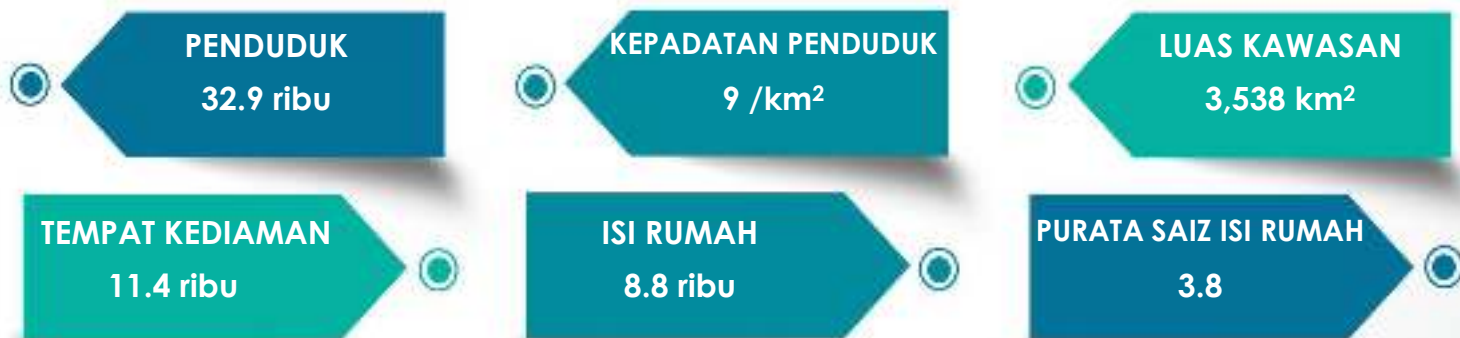 PENDUDUK
32.9 ribu
KEPADATAN PENDUDUK
9 /km²
LUAS KAWASAN
3,538 km²
TEMPAT KEDIAMAN
11.4 ribu
ISI RUMAH
8.8 ribu
PURATA SAIZ ISI RUMAH
3.8